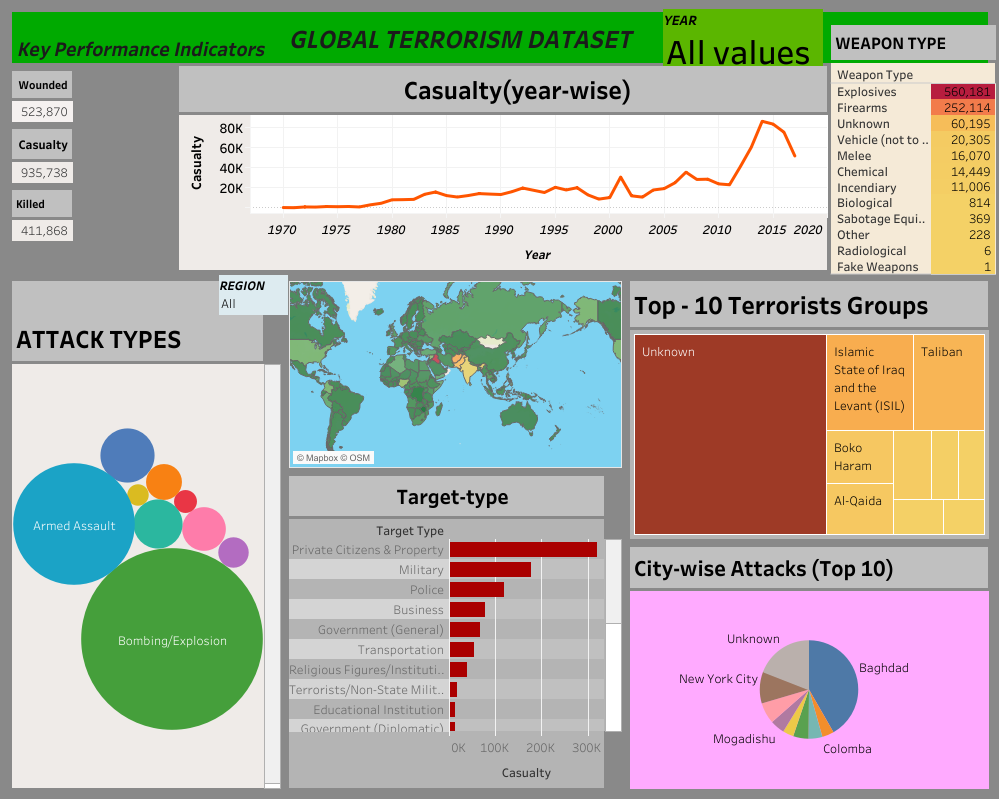 Key Performance Indicators
GLOBAL TERRORISM DATASET
YEAR
All values
WEAPON TYPE
Wounded
523,870
Casualty
935,738
Killed
411,868
Casualty(year-wise)
80K
60K
40K
20K
Casualty
1970 1975 1980 1985 1990 1995 2000 2005 2010 2015 2020
Year
Weapon Type
Explosives 560,181
Firearms 252,114
Unknown 60,195
Vehicle (not to .. 20,305
Melee 16,070
Chemical 14,449
Incendiary 11,006
Biological 814
Sabotage Equi.. 369
Other 228
Radiological 6
Fake Weapons 1
REGION
All
ATTACK TYPES
Armed Assault
Bombing/Explosion
© Mapbox © OSM
Target-type
Target Type
Private Citizens & Property
Military
Police
Business
Government (General)
Transportation
Religious Figures/Instituti..
Terrorists/Non-State Milit..
Educational Institution
Government (Diplomatic)
0K 100K 200K 300K
Casualty
Top - 10 Terrorists Groups
Unknown
Islamic
State of Iraq
and the
Levant (ISIL)
Taliban
Boko
Haram
Al-Qaida
City-wise Attacks (Top 10)
Unknown
Baghdad
New York City
Mogadishu
Colomba